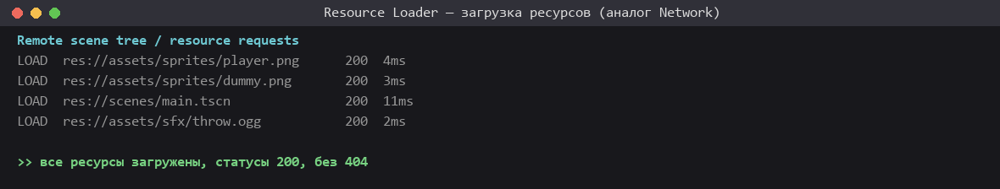 Resource Loader — загрузка ресурсов (аналог Network)
Remote scene tree / resource requests
LOAD  res://assets/sprites/player.png      200  4ms
LOAD  res://assets/sprites/dummy.png       200  3ms
LOAD  res://scenes/main.tscn               200  11ms
LOAD  res://assets/sfx/throw.ogg           200  2ms
>> все ресурсы загружены, статусы 200, без 404